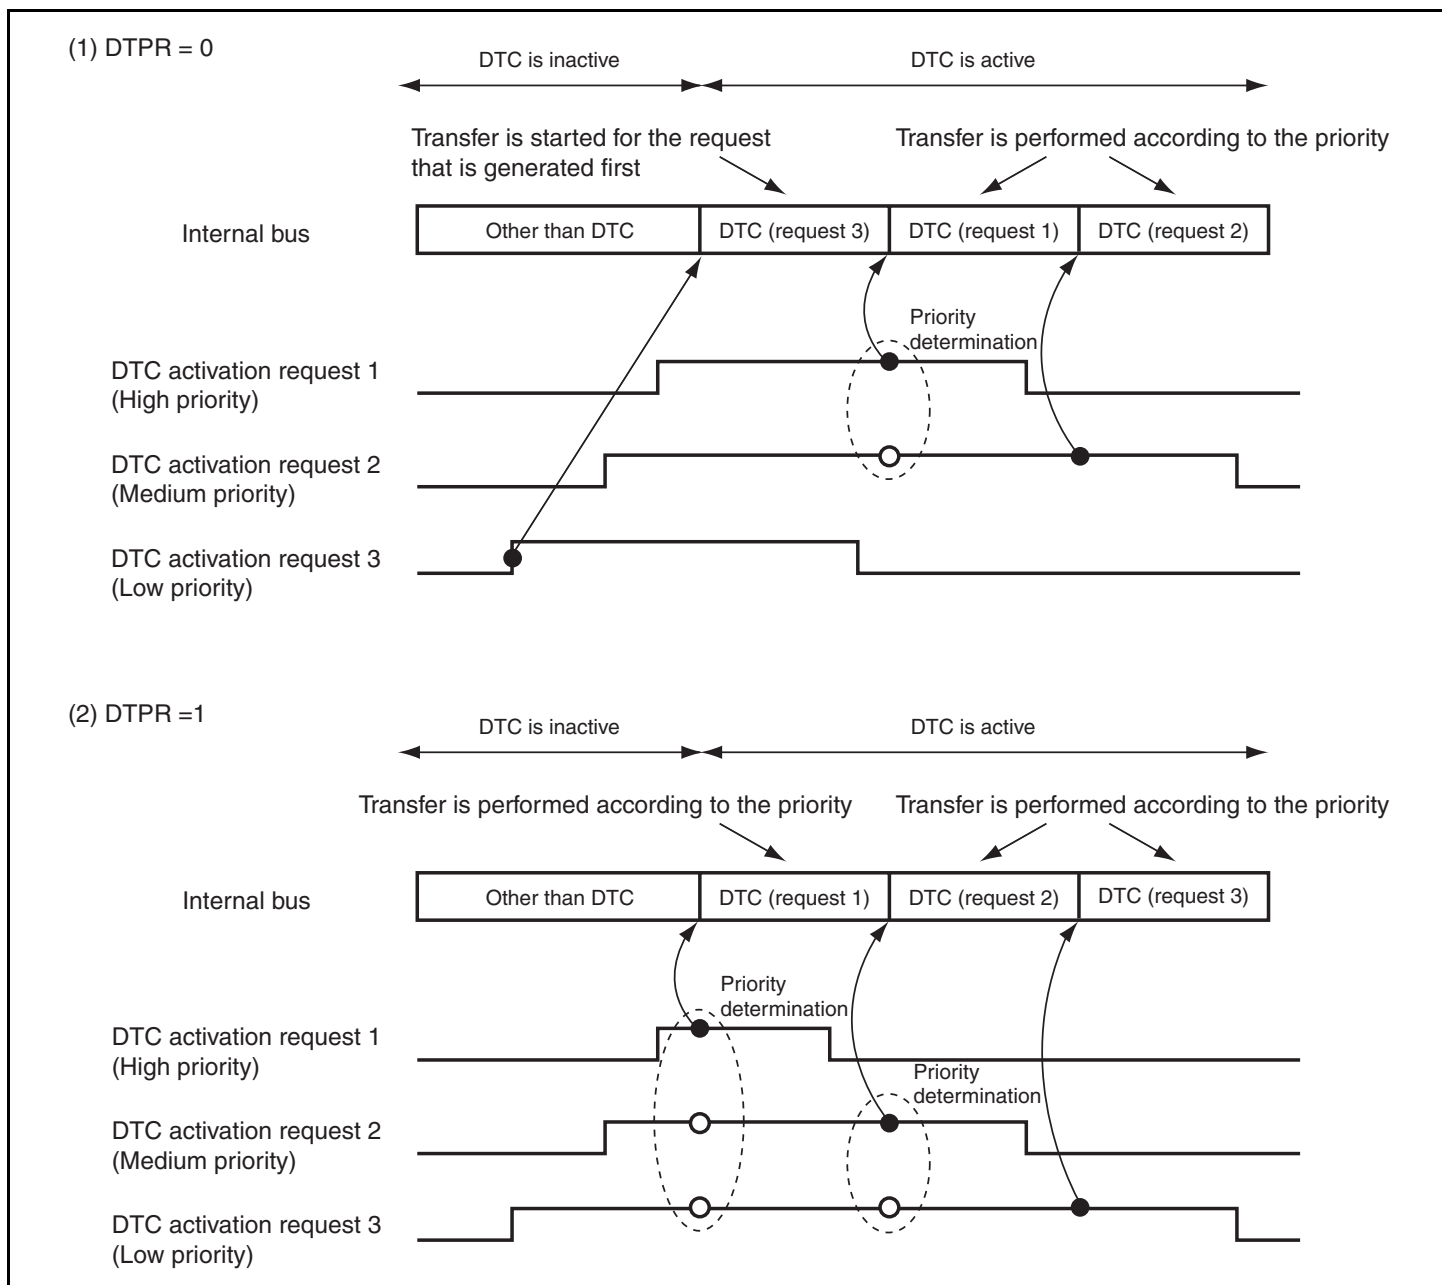 (1) DTPR = 0
DTC is inactive
DTC is active
Transfer is started for the request
that is generated first
Transfer is performed according to the priority
Internal bus
Other than DTC
DTC (request 3)
DTC (request 1)
DTC (request 2)
Priority
determination
DTC activation request 1
(High priority)
DTC activation request 2
(Medium priority)
DTC activation request 3
(Low priority)
(2) DTPR =1
DTC is inactive
DTC is active
Transfer is performed according to the priority
Transfer is performed according to the priority
Internal bus
Other than DTC
DTC (request 1)
DTC (request 2)
DTC (request 3)
Priority
determination
DTC activation request 1
(High priority)
Priority
determination
DTC activation request 2
(Medium priority)
DTC activation request 3
(Low priority)